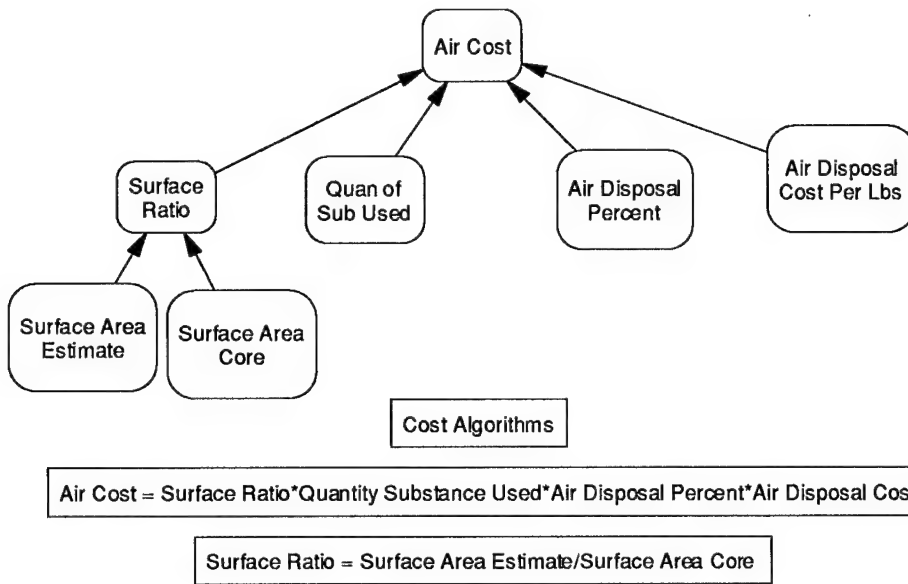 Air Cost
Surface
Ratio
Quan of
Sub Used
Air Disposal
Percent
Air Disposal
Cost Per Lbs
Surface Area
Estimate
Surface Area
Core
Cost Algorithms
Air Cost = Surface Ratio*Quantity Substance Used*Air Disposal Percent*Air Disposal Cos
Surface Ratio = Surface Area Estimate/Surface Area Core